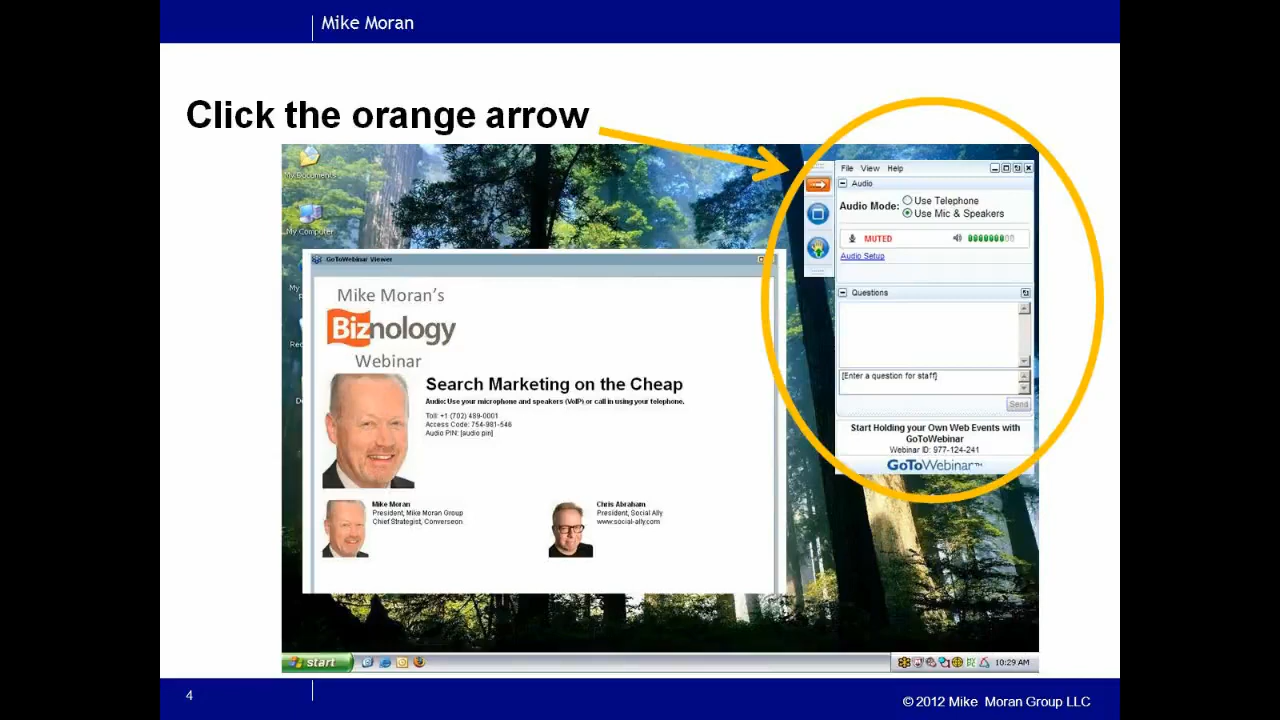 Mike Moran
Click the orange arrow
My Documents
My Computer
File View Help
Audio
Audio Mode: Use Telephone
Use Mic & Speakers
MUTED
Audio Setup
Questions
[Enter a question for staff]
Send
Start Holding your Own Web Events with
GoToWebinar
Webinar ID: 977-124-241
GoToWebinar™
GoToWebinar Viewer
Mike Moran's
Biznology
Webinar
Search Marketing on the Cheap
Audio: Use your microphone and speakers (VoIP) or call in using your telephone.
Toll: +1 (702) 489-0001
Access Code: 754-981-546
Audio PIN: [audio pin]
Mike Moran
President, Mike Moran Group
Chief Strategist, Converseon
Chris Abraham
President, Social Ally
www.social-ally.com
start
10:29 AM
4
© 2012 Mike Moran Group LLC